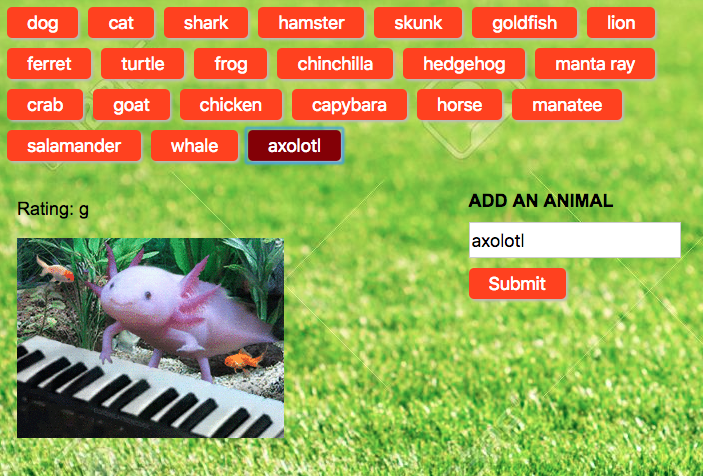 dog cat shark hamster skunk goldfish lion
ferret turtle frog chinchilla hedgehog manta ray
crab goat chicken capybara horse manatee
salamander whale axolotl
Rating: g
ADD AN ANIMAL
axolotl
Submit